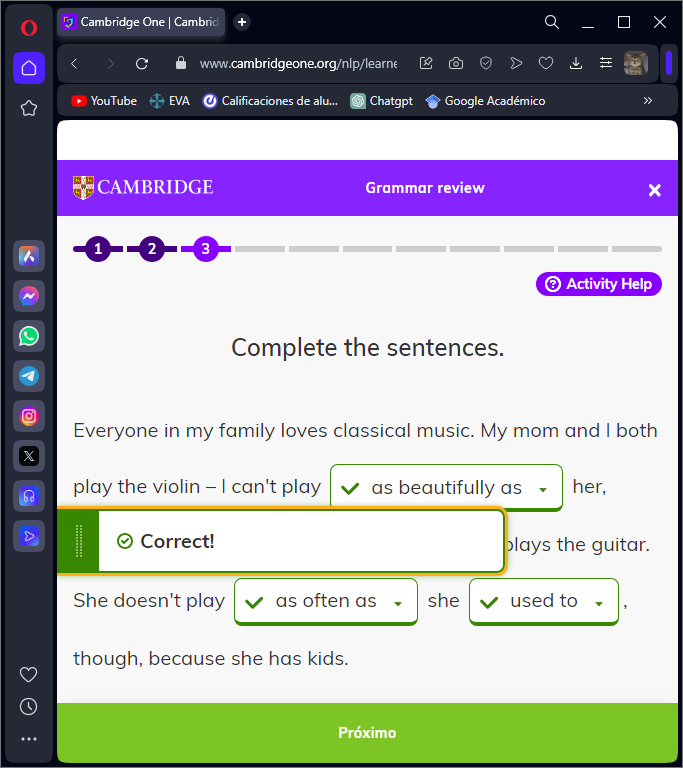 Cambridge One | Cambrid
www.cambridgeone.org/nlp/learne
YouTube EVA Calificaciones de alu... Chatgpt Google Académico »
CAMBRIDGE Grammar review ×
1 2 3
? Activity Help
Complete the sentences.
Everyone in my family loves classical music. My mom and I both
play the violin – I can't play as beautifully as her,
Correct!
plays the guitar.
She doesn't play as often as she used to ,
though, because she has kids.
Próximo